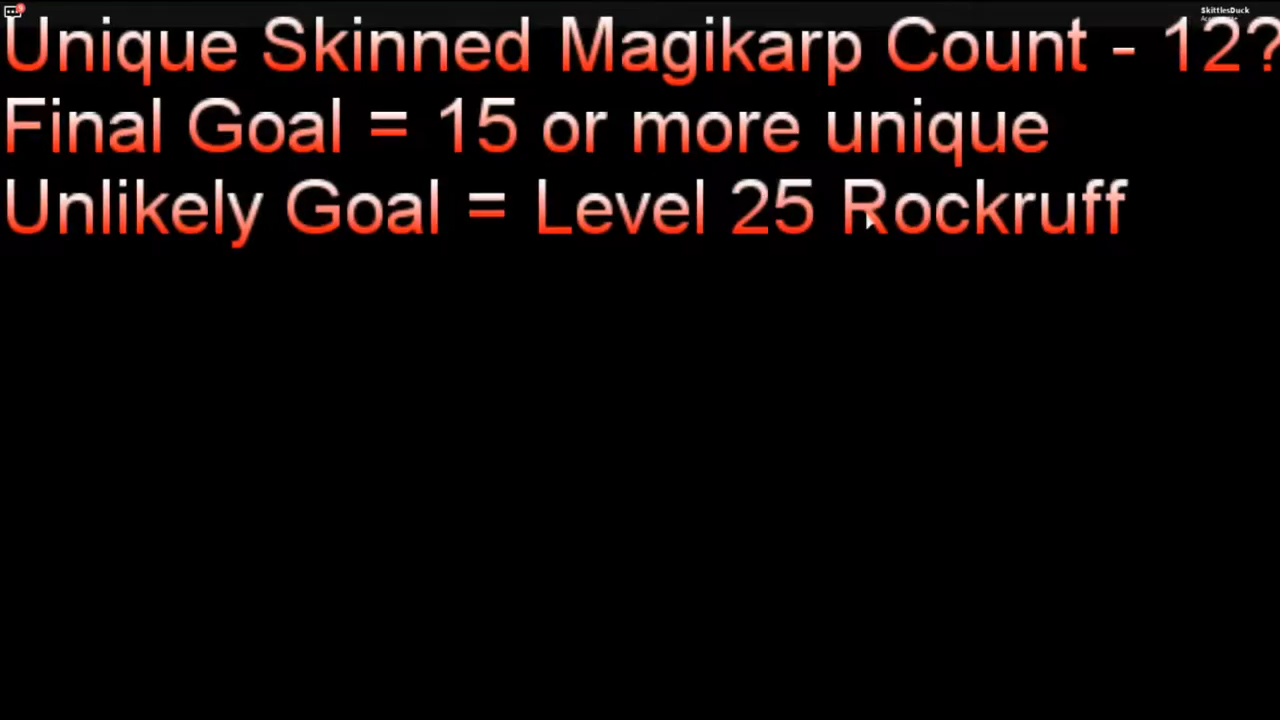 SkittlesDuck
Unique Skinned Magikarp Count - 12?
Final Goal = 15 or more unique
Unlikely Goal = Level 25 Rockruff